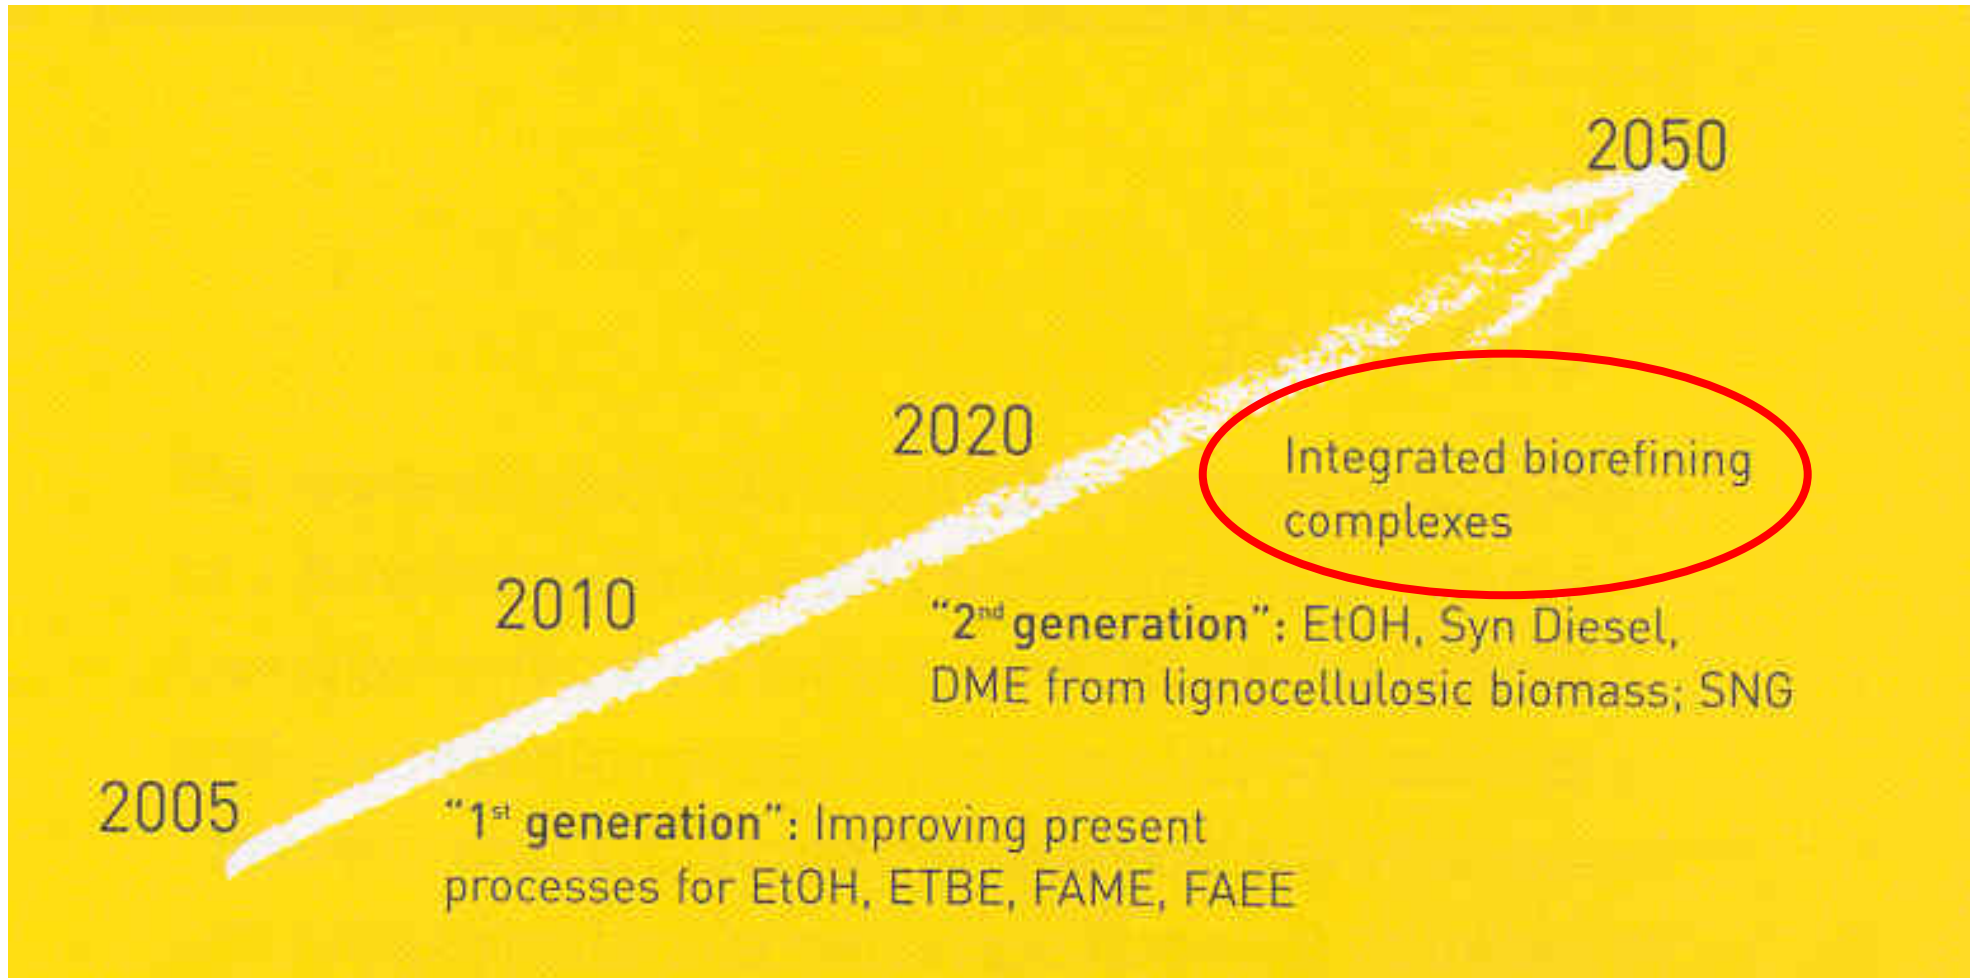 2050
2020
Integrated biorefining
complexes
2010
“2nd generation”: EtOH, Syn Diesel,
DME from lignocellulosic biomass; SNG
2005
“1st generation”: Improving present
processes for EtOH, ETBE, FAME, FAEE